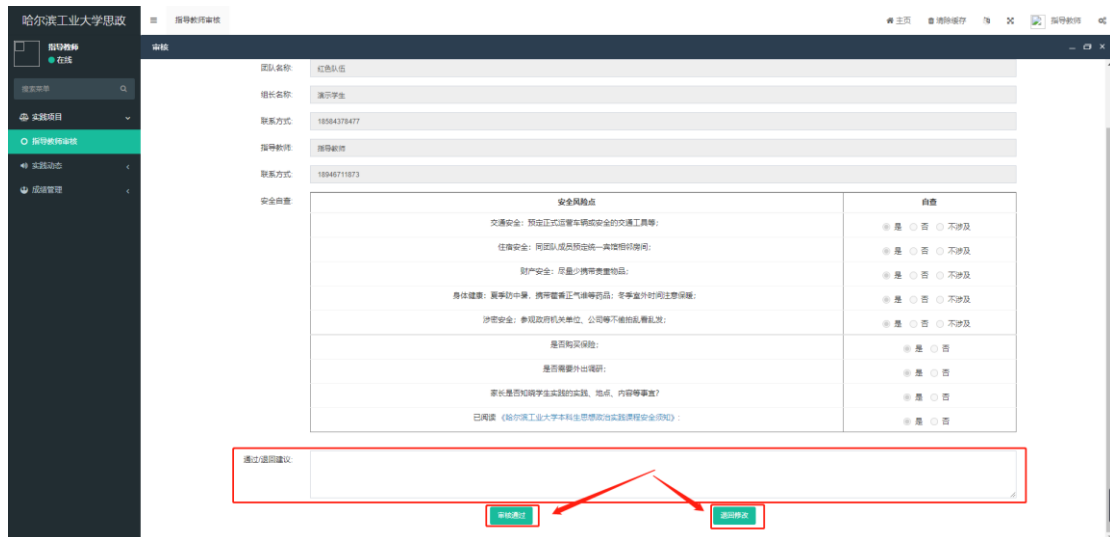 哈尔滨工业大学思政
指导教师审核
主页 清除缓存 指导教师
指导教师
在线
审核
搜索菜单
实践项目
指导教师审核
实践动态
成绩管理
团队名称: 红色队伍
组长名称: 演示学生
联系方式: 18584378477
指导教师: 指导教师
联系方式: 18946711873
安全自查: 安全风险点 自查
交通安全：预定正式运营车辆或安全的交通工具等; 是 否 不涉及
住宿安全：同团队成员预定统一宾馆相邻房间; 是 否 不涉及
财产安全：尽量少携带贵重物品; 是 否 不涉及
身体健康：夏季防中暑，携带藿香正气滴等药品；冬季室外时间注意保暖; 是 否 不涉及
涉密安全：参观政府机关单位、公司等不偷拍乱看乱发; 是 否 不涉及
是否购买保险; 是 否
是否需要外出调研; 是 否
家长是否知晓学生实践的实践、地点、内容等事宜? 是 否
已阅读《哈尔滨工业大学本科生思想政治实践课程安全须知》: 是 否
通过/退回建议:
审核通过 退回修改